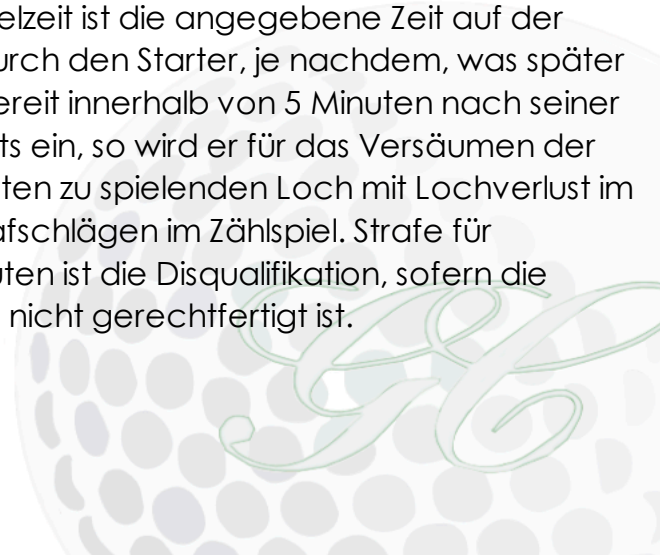 elzeit ist die angegebene Zeit auf der
urch den Starter, je nachdem, was später
ereit innerhalb von 5 Minuten nach seiner
ts ein, so wird er für das Versäumen der
ten zu spielenden Loch mit Lochverlust im
afschlägen im Zählspiel. Strafe für
uten ist die Disqualifikation, sofern die
nicht gerechtfertigt ist.
GC